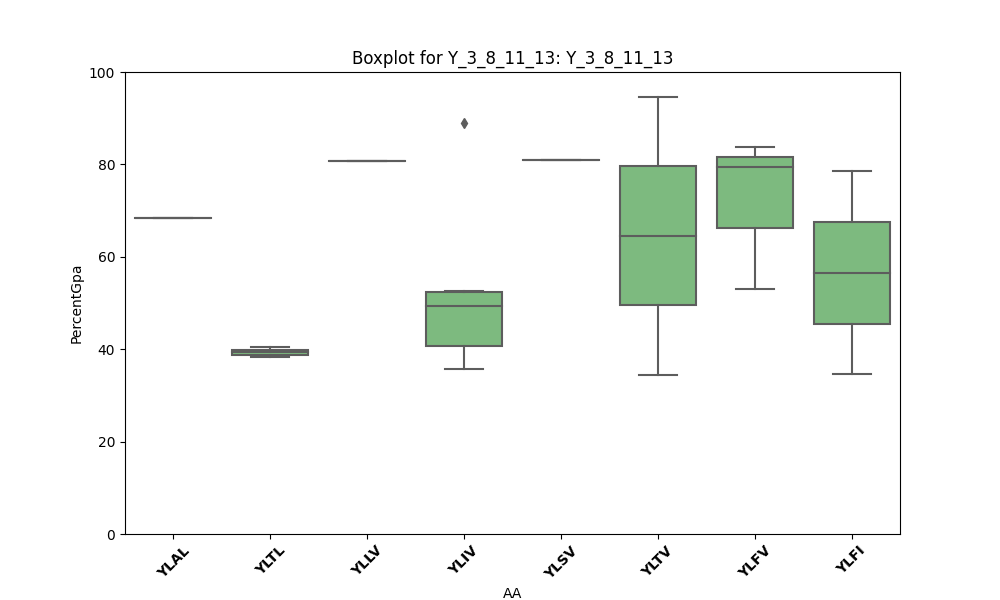 Boxplot for Y_3_8_11_13: Y_3_8_11_13
100
80
60
40
20
0
PercentGpa
YLAL
YLTL
YLLV
YLIV
YLSV
YLTV
YLFV
YLFI
AA